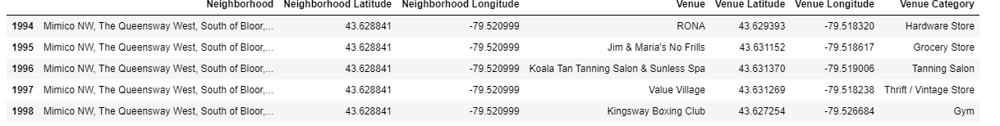 Neighborhood Neighborhood Latitude Neighborhood Longitude Venue Venue Latitude Venue Longitude Venue Category
1994 Mimico NW, The Queensway West, South of Bloor,... 43.628841 -79.520999 RONA 43.629393 -79.518320 Hardware Store
1995 Mimico NW, The Queensway West, South of Bloor,... 43.628841 -79.520999 Jim & Maria's No Frills 43.631152 -79.518617 Grocery Store
1996 Mimico NW, The Queensway West, South of Bloor,... 43.628841 -79.520999 Koala Tan Tanning Salon & Sunless Spa 43.631370 -79.519006 Tanning Salon
1997 Mimico NW, The Queensway West, South of Bloor,... 43.628841 -79.520999 Value Village 43.631269 -79.518238 Thrift / Vintage Store
1998 Mimico NW, The Queensway West, South of Bloor,... 43.628841 -79.520999 Kingsway Boxing Club 43.627254 -79.526684 Gym